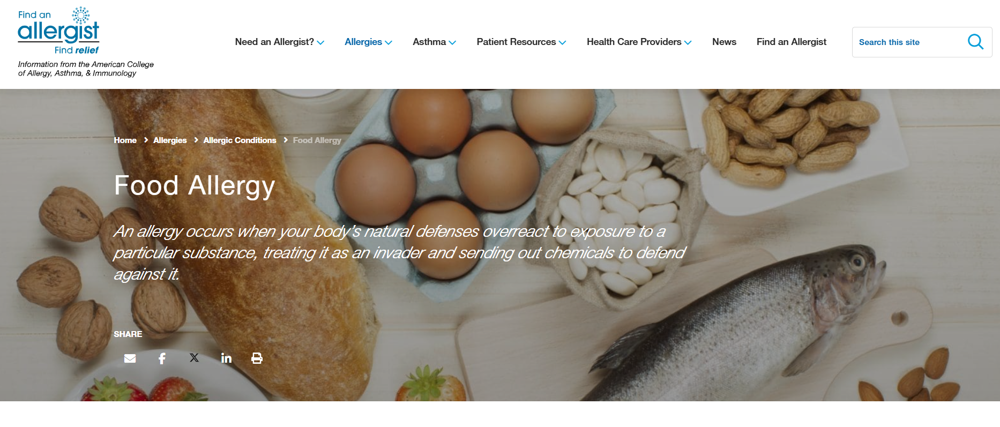 Find an
allergist
Find relief
Information from the American College
of Allergy, Asthma, & Immunology
Need an Allergist?
Allergies
Asthma
Patient Resources
Health Care Providers
News
Find an Allergist
Search this site
Home > Allergies > Allergic Conditions > Food Allergy
Food Allergy
An allergy occurs when your body’s natural defenses overreact to exposure to a
particular substance, treating it as an invader and sending out chemicals to defend
against it.
SHARE